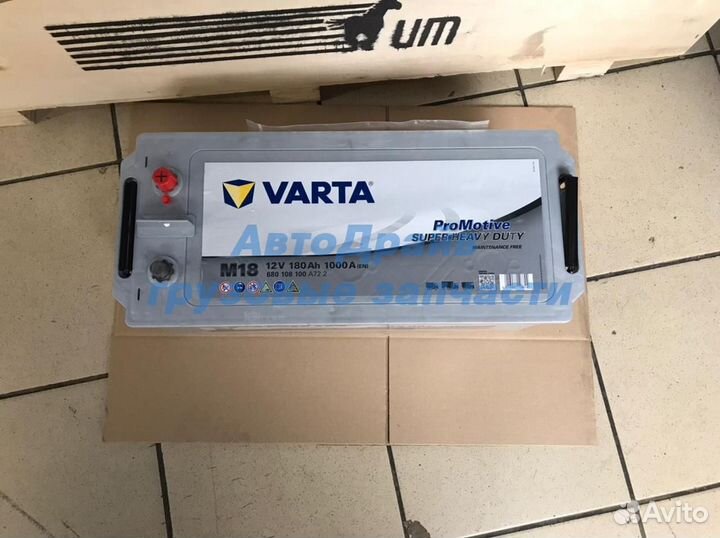 um
VARTA
ProMotive
SUPER HEAVY DUTY
MAINTENANCE FREE
АвтоДрайв
грузовые запчасти
M18 12V 180Ah 1000A (EN)
680 108 100 A72 2
Avito